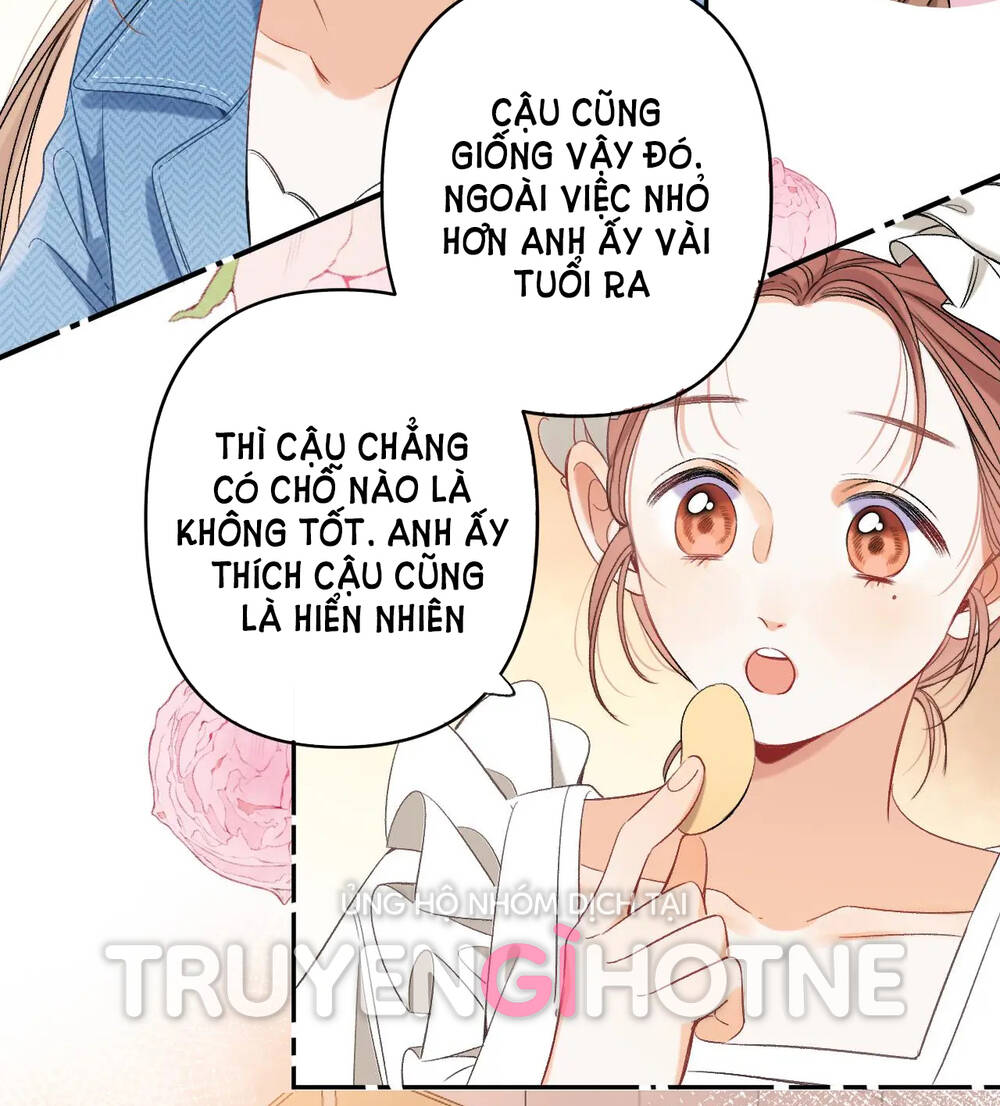 CẬU CŨNG
GIỐNG VẬY ĐÓ.
NGOÀI VIỆC NHỎ
HƠN ANH ẤY VÀI
TUỔI RA
THÌ CẬU CHẲNG
CÓ CHỖ NÀO LÀ
KHÔNG TỐT. ANH ẤY
THÍCH CẬU CŨNG
LÀ HIỂN NHIÊN
ỦNG HỘ NHÓM DỊCH TẠI
TRUYENGÌHOTNE